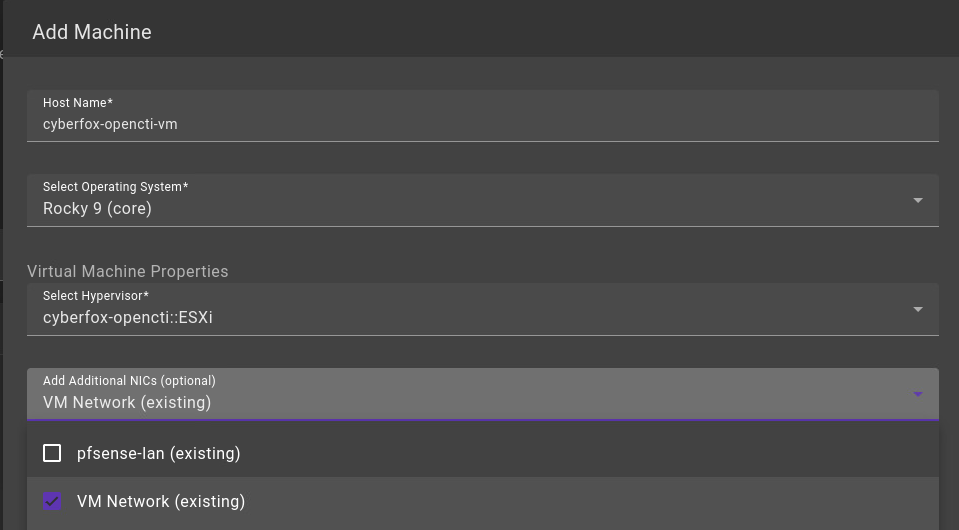 Add Machine
Host Name*
cyberfox-opencti-vm
Select Operating System*
Rocky 9 (core)
Virtual Machine Properties
Select Hypervisor*
cyberfox-opencti::ESXi
Add Additional NICs (optional)
VM Network (existing)
pfsense-lan (existing)
VM Network (existing)